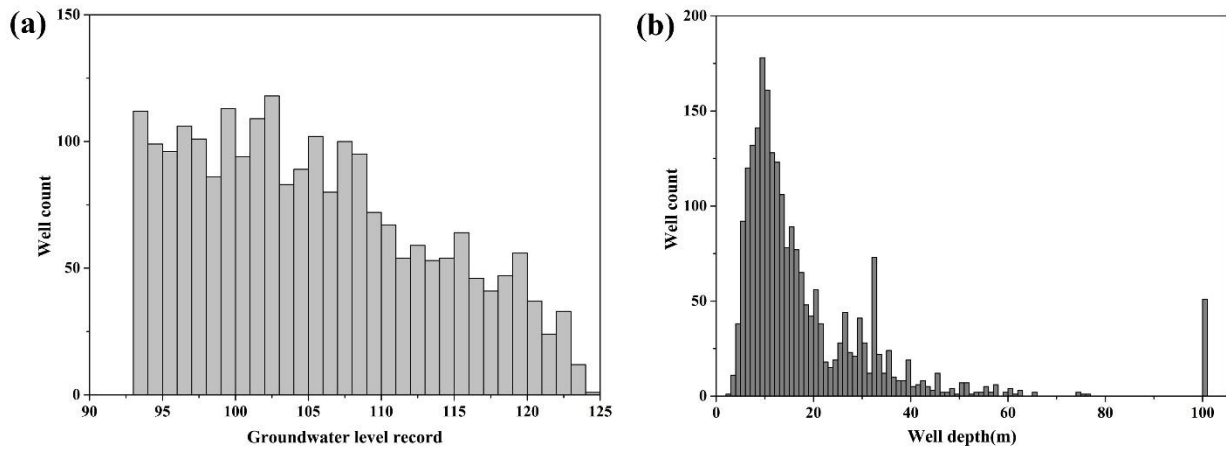 (a)
150
100
50
0
Well count
90 95 100 105 110 115 120 125
Groundwater level record
(b)
200
150
100
50
0
Well count
0 20 40 60 80 100
Well depth(m)